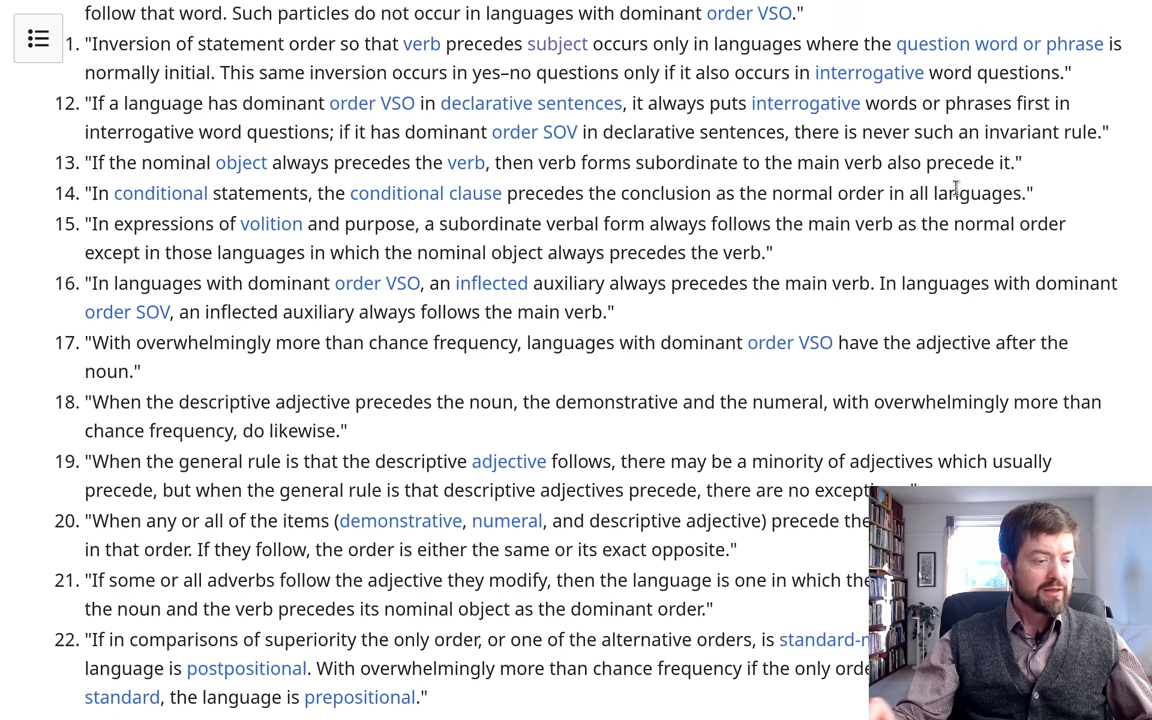 follow that word. Such particles do not occur in languages with dominant order VSO."
1. "Inversion of statement order so that verb precedes subject occurs only in languages where the question word or phrase is
normally initial. This same inversion occurs in yes–no questions only if it also occurs in interrogative word questions."
12. "If a language has dominant order VSO in declarative sentences, it always puts interrogative words or phrases first in
interrogative word questions; if it has dominant order SOV in declarative sentences, there is never such an invariant rule."
13. "If the nominal object always precedes the verb, then verb forms subordinate to the main verb also precede it."
14. "In conditional statements, the conditional clause precedes the conclusion as the normal order in all languages."
15. "In expressions of volition and purpose, a subordinate verbal form always follows the main verb as the normal order
except in those languages in which the nominal object always precedes the verb."
16. "In languages with dominant order VSO, an inflected auxiliary always precedes the main verb. In languages with dominant
order SOV, an inflected auxiliary always follows the main verb."
17. "With overwhelmingly more than chance frequency, languages with dominant order VSO have the adjective after the
noun."
18. "When the descriptive adjective precedes the noun, the demonstrative and the numeral, with overwhelmingly more than
chance frequency, do likewise."
19. "When the general rule is that the descriptive adjective follows, there may be a minority of adjectives which usually
precede, but when the general rule is that descriptive adjectives precede, there are no
20. "When any or all of the items (demonstrative, numeral, and descriptive adjective) precede the
in that order. If they follow, the order is either the same or its exact opposite."
21. "If some or all adverbs follow the adjective they modify, then the language is one in which the
the noun and the verb precedes its nominal object as the dominant order."
22. "If in comparisons of superiority the only order, or one of the alternative orders, is
language is postpositional. With overwhelmingly more than chance frequency if the only
standard, the language is prepositional."